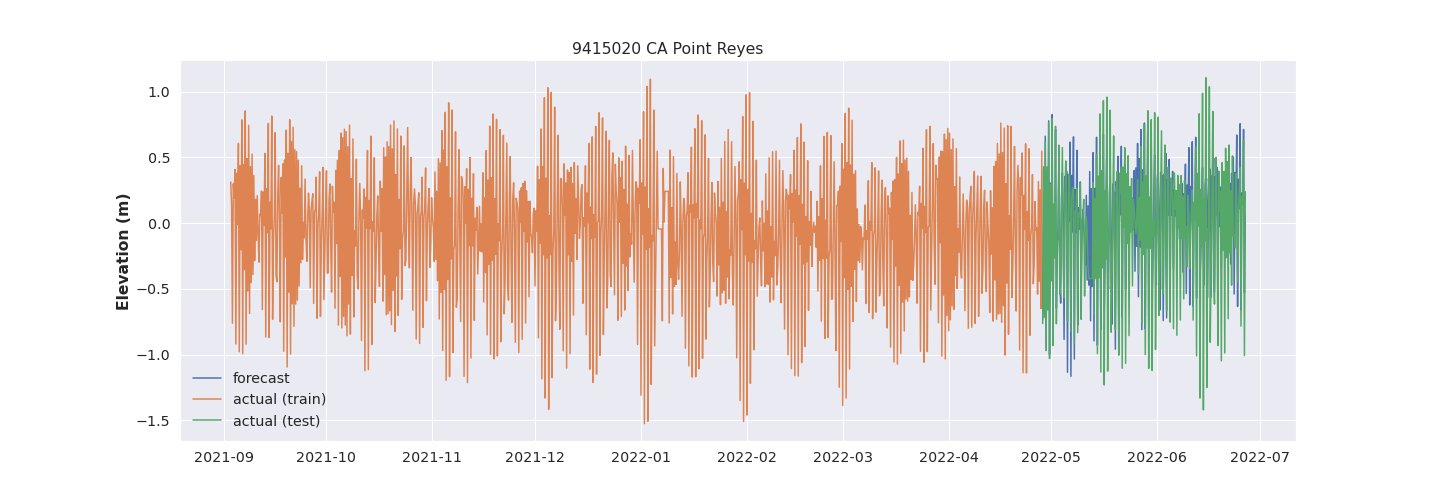 9415020 CA Point Reyes
Elevation (m)
1.0
0.5
0.0
−0.5
−1.0
−1.5
forecast
actual (train)
actual (test)
2021-09 2021-10 2021-11 2021-12 2022-01 2022-02 2022-03 2022-04 2022-05 2022-06 2022-07